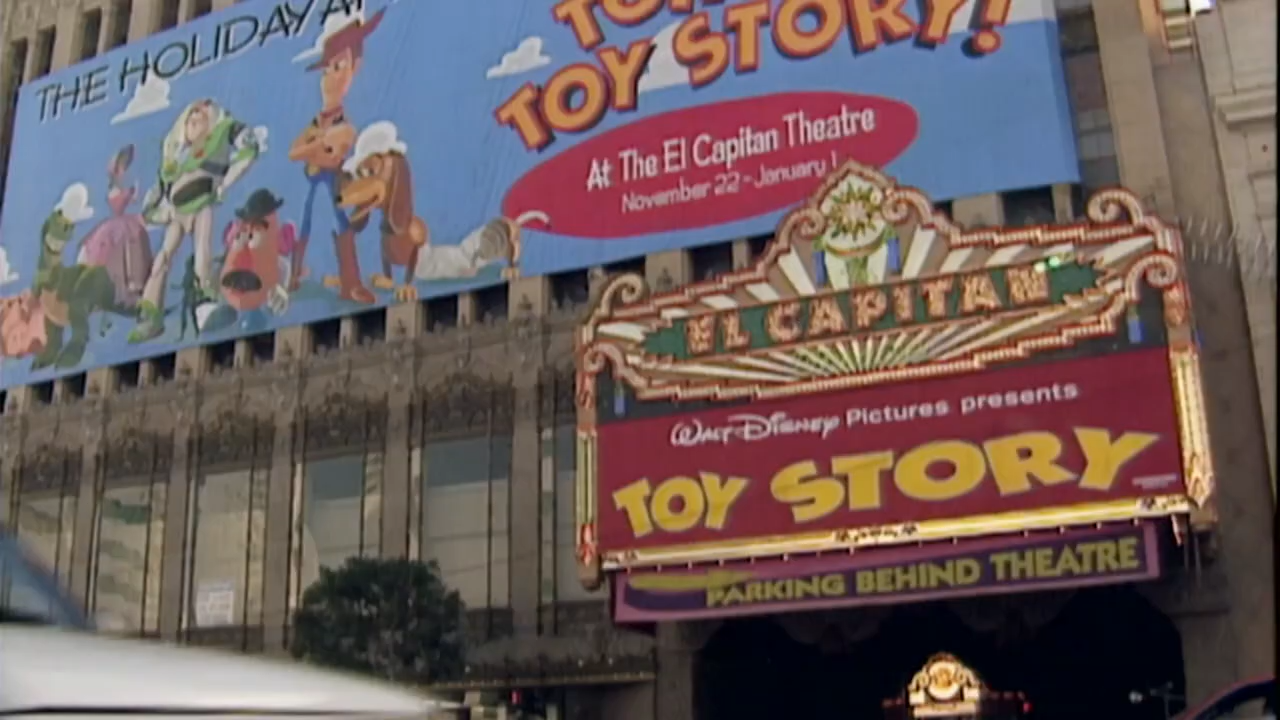 THE HOLIDAY
TOY STORY!
At The El Capitan Theatre
November 22 - January 1
EL CAPITAN
WALT DISNEY Pictures presents
TOY STORY
PARKING BEHIND THEATRE